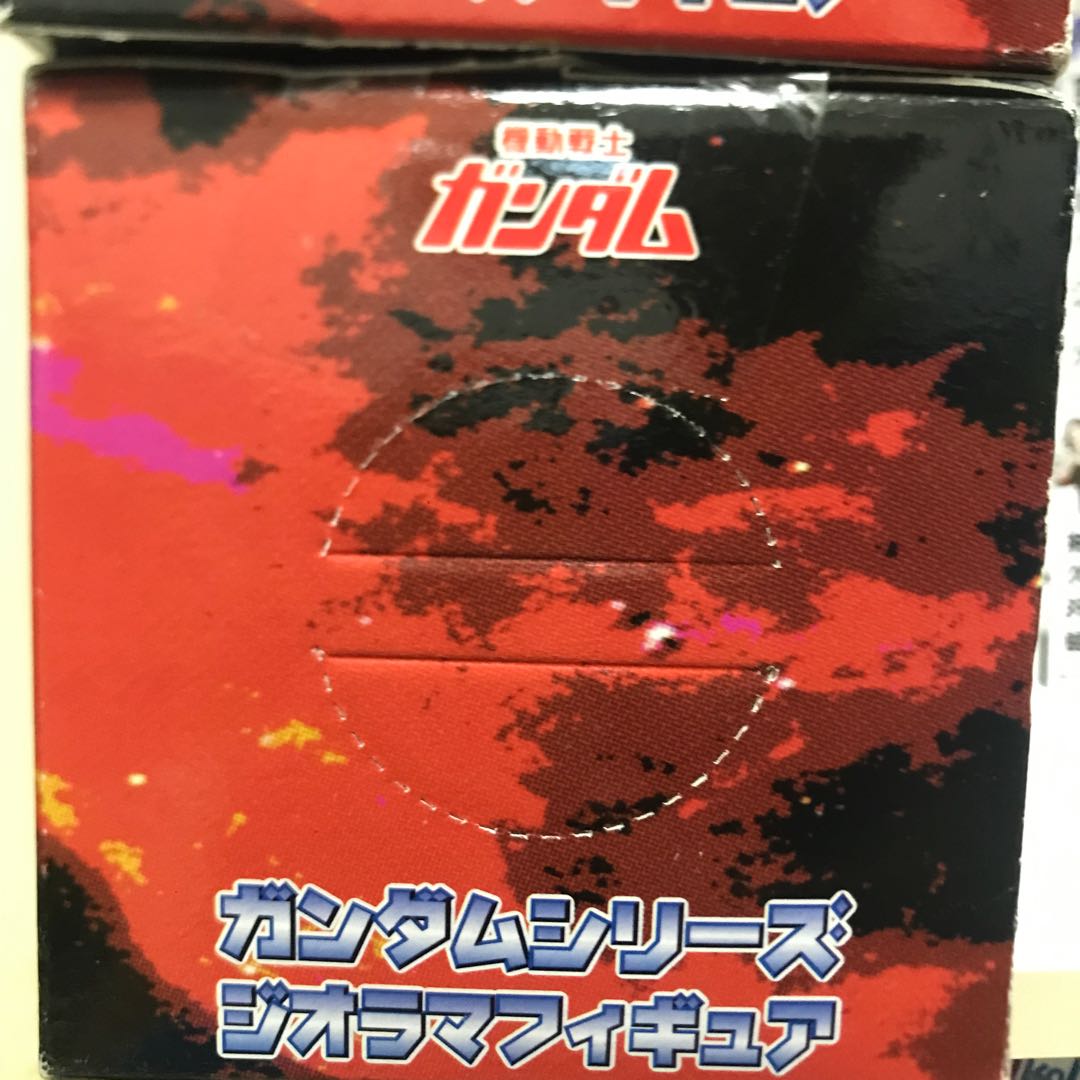 機動戦士
ガンダム
ガンダムシリーズ
ジオラマフィギュア